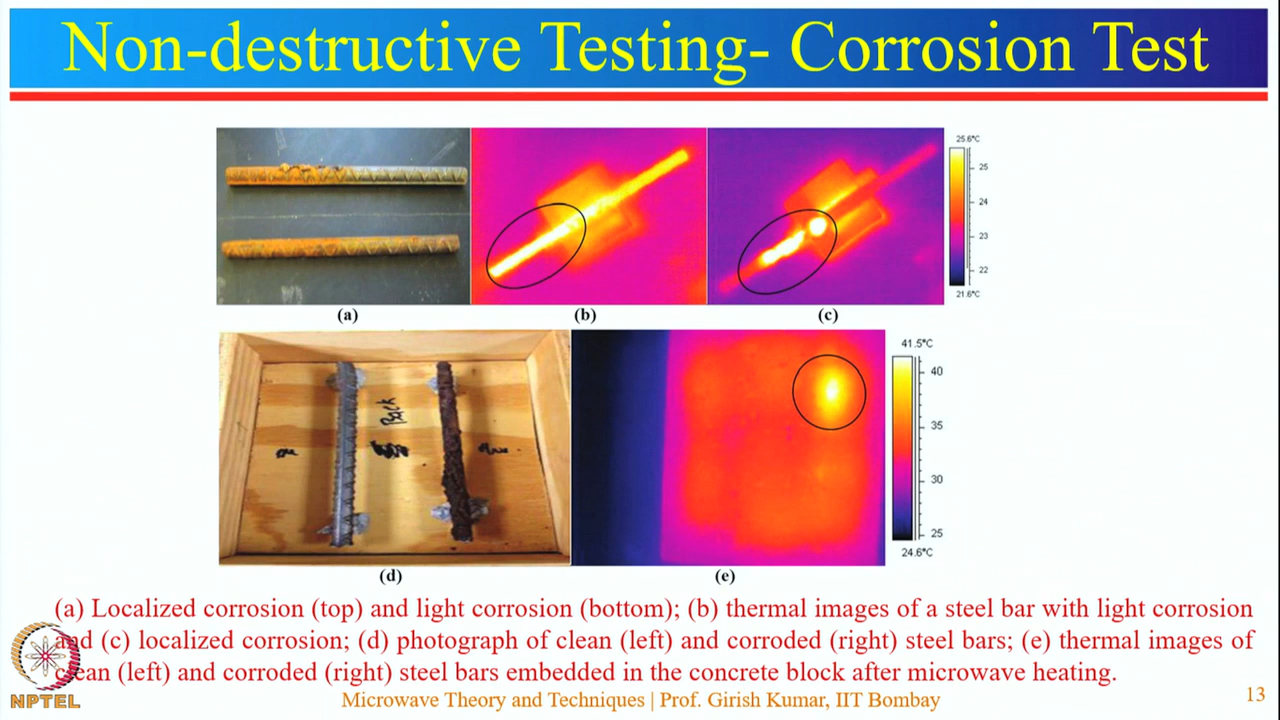 Non-destructive Testing- Corrosion Test
25.6°C
25
24
23
22
21.6°C
(a)
(b)
(c)
Back
41.5°C
40
35
30
25
24.6°C
(d)
(e)
(a) Localized corrosion (top) and light corrosion (bottom); (b) thermal images of a steel bar with light corrosion
and (c) localized corrosion; (d) photograph of clean (left) and corroded (right) steel bars; (e) thermal images of
clean (left) and corroded (right) steel bars embedded in the concrete block after microwave heating.
NPTEL
Microwave Theory and Techniques | Prof. Girish Kumar, IIT Bombay
13